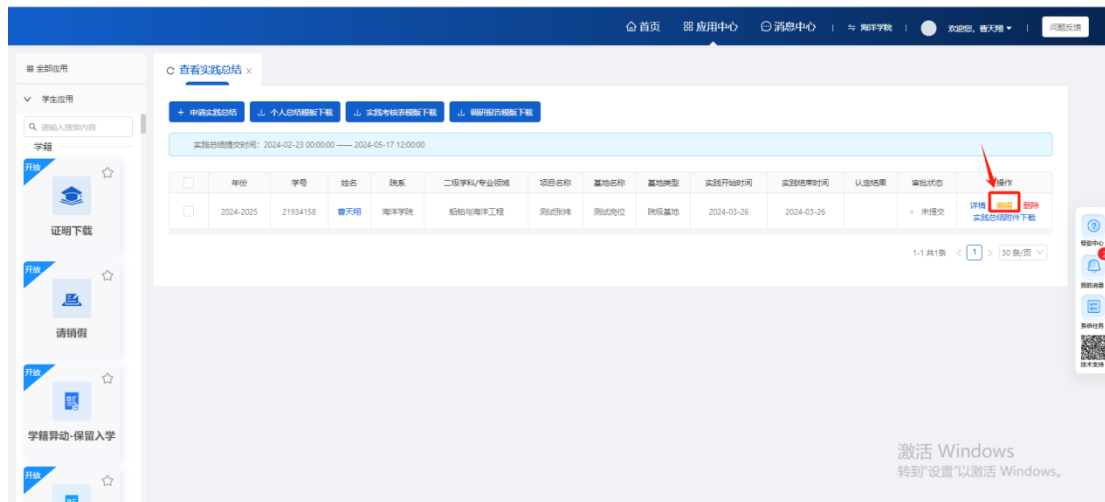 首页 应用中心 消息中心 海洋学院 欢迎您, 曹天翔 问题反馈
全部应用
学生应用
请输入搜索内容
学籍
开放
证明下载
开放
请销假
开放
学籍异动-保留入学
开放
查看实践总结 ×
+ 申请实践总结 个人总结模板下载 实践考核表模版下载 调研报告模版下载
实践总结提交时间: 2024-02-23 00:00:00 —— 2024-05-17 12:00:00
年份 学号 姓名 院系 二级学科/专业领域 项目名称 基地名称 基地类型 实践开始时间 实践结束时间 认定结果 审批状态 操作
2024-2025 21934158 曹天翔 海洋学院 船舶与海洋工程 测试岗位 院级基地 2024-03-26 2024-03-26 未提交 详情 编辑 删除
实践总结附件下载
1-1 共1条 < 1 > 30 条/页
帮助中心
我的消息
系统任务
技术支持
激活 Windows
转到"设置"以激活 Windows。